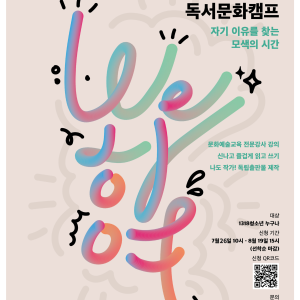 독서문화캠프
자기 이유를 찾는
모색의 시간
문화예술교육 전문강사 강의
신나고 즐겁게 읽고 쓰기
나도 작가! 독립출판물 제작
대상
1318청소년 누구나
신청 기간
7월26일 10시 - 8월 19일 15시
(선착순 마감)
신청 QR코드
문의